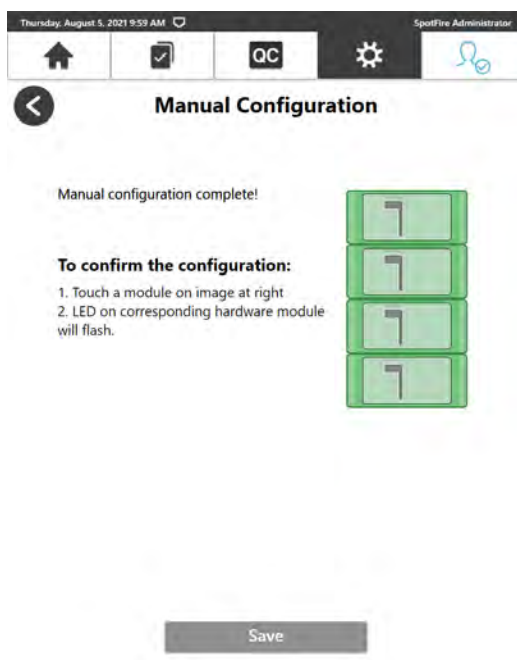 Thursday, August 5, 2021 9:59 AM
SpotFire Administrator
QC
Manual Configuration
Manual configuration complete!
To confirm the configuration:
1. Touch a module on image at right
2. LED on corresponding hardware module
will flash.
Save